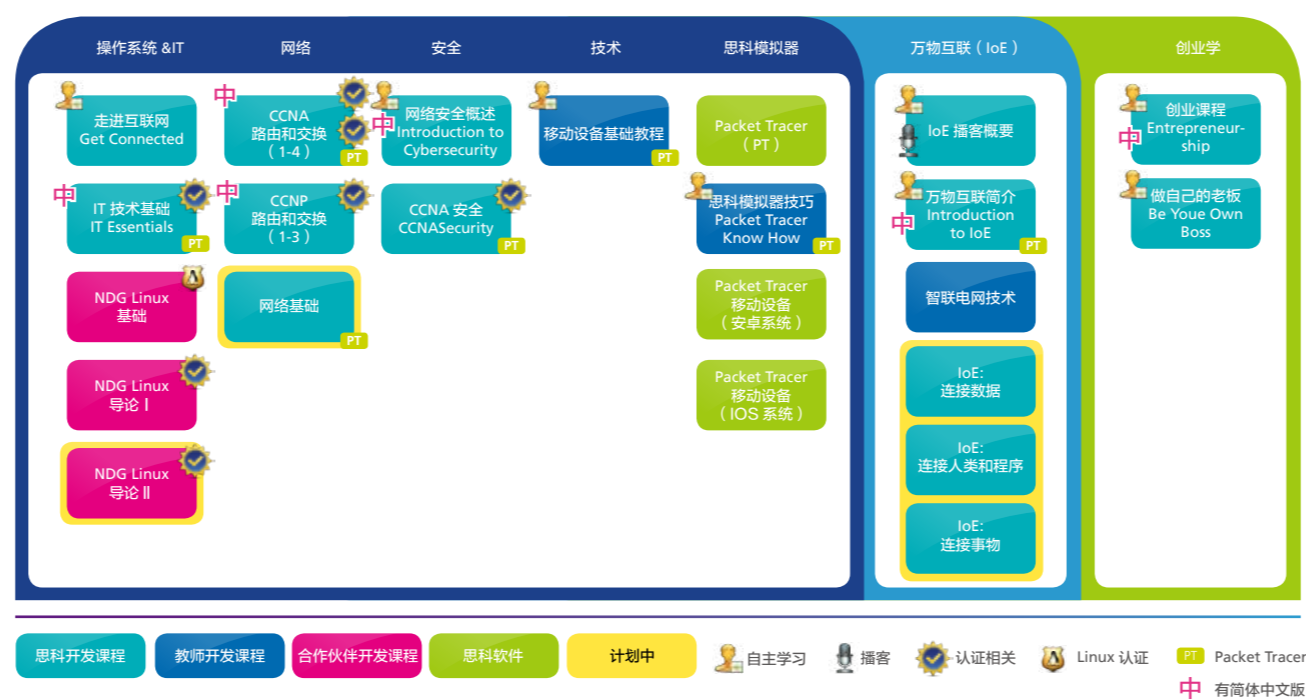 操作系统 &IT
网络
安全
技术
思科模拟器
万物互联（IoE）
创业学
走进互联网
Get Connected
中
CCNA
路由和交换
（1-4）
PT
中
网络安全概述
Introduction to
Cybersecurity
移动设备基础教程
PT
Packet Tracer
（PT）
IoE 播客概要
中
创业课程
Entrepreneur-
ship
中
IT 技术基础
IT Essentials
PT
中
CCNP
路由和交换
（1-3）
CCNA 安全
CCNASecurity
PT
思科模拟器技巧
Packet Tracer
Know How
PT
中
万物互联简介
Introduction
to IoE
PT
做自己的老板
Be Youe Own
Boss
NDG Linux
基础
网络基础
PT
Packet Tracer
移动设备
（安卓系统）
智联电网技术
NDG Linux
导论 I
Packet Tracer
移动设备
（IOS 系统）
IoE:
连接数据
NDG Linux
导论 II
IoE:
连接人类和程序
IoE:
连接事物
思科开发课程
教师开发课程
合作伙伴开发课程
思科软件
计划中
自主学习
播客
认证相关
Linux 认证
PT
Packet Tracer
中
有简体中文版